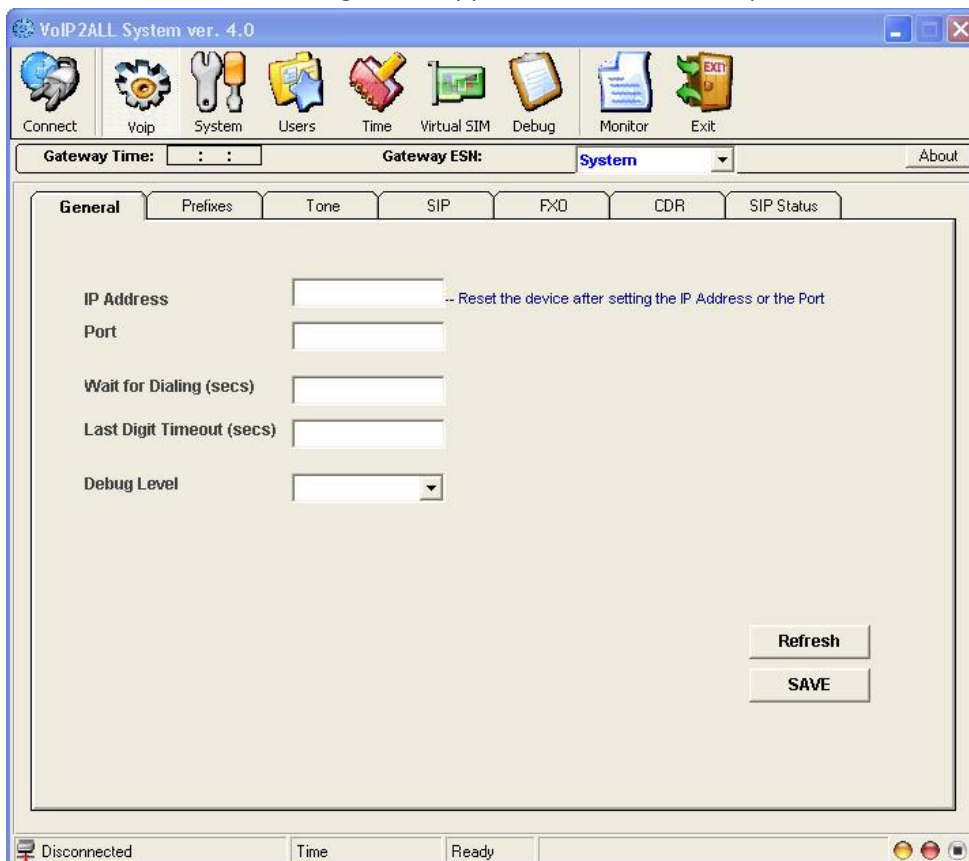 VoIP2ALL System ver. 4.0
Connect Voip System Users Time Virtual SIM Debug Monitor Exit
EXIT
Gateway Time: : : Gateway ESN: System About
General Prefixes Tone SIP FXO CDR SIP Status
IP Address -- Reset the device after setting the IP Address or the Port
Port
Wait for Dialing (secs)
Last Digit Timeout (secs)
Debug Level
Refresh
SAVE
Disconnected Time Ready